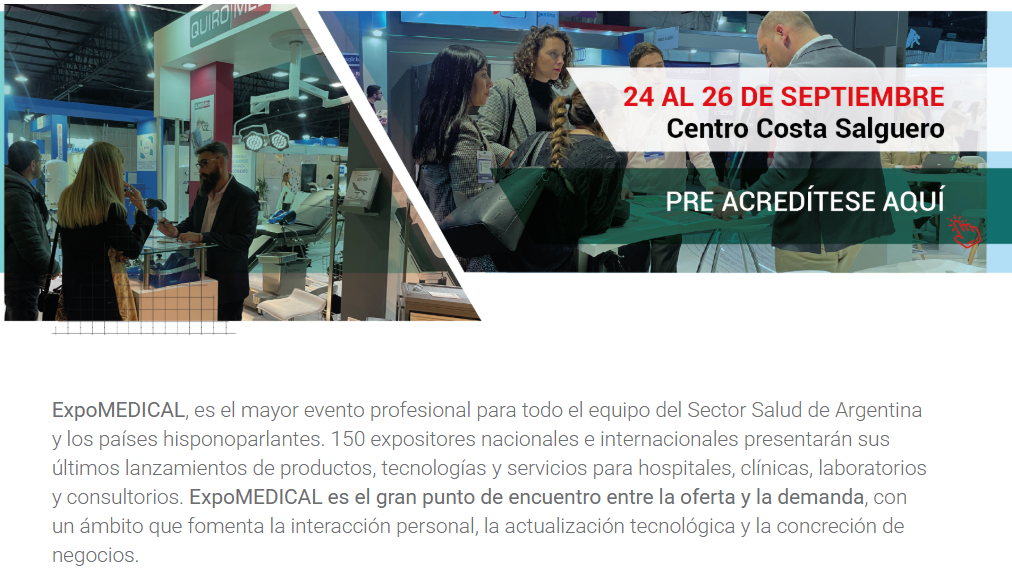 QUIROMED
24 AL 26 DE SEPTIEMBRE
Centro Costa Salguero
PRE ACREDÍTESE AQUÍ
ExpoMEDICAL, es el mayor evento profesional para todo el equipo del Sector Salud de Argentina
y los países hisponoparlantes. 150 expositores nacionales e internacionales presentarán sus
últimos lanzamientos de productos, tecnologías y servicios para hospitales, clínicas, laboratorios
y consultorios. ExpoMEDICAL es el gran punto de encuentro entre la oferta y la demanda, con
un ámbito que fomenta la interacción personal, la actualización tecnológica y la concreción de
negocios.